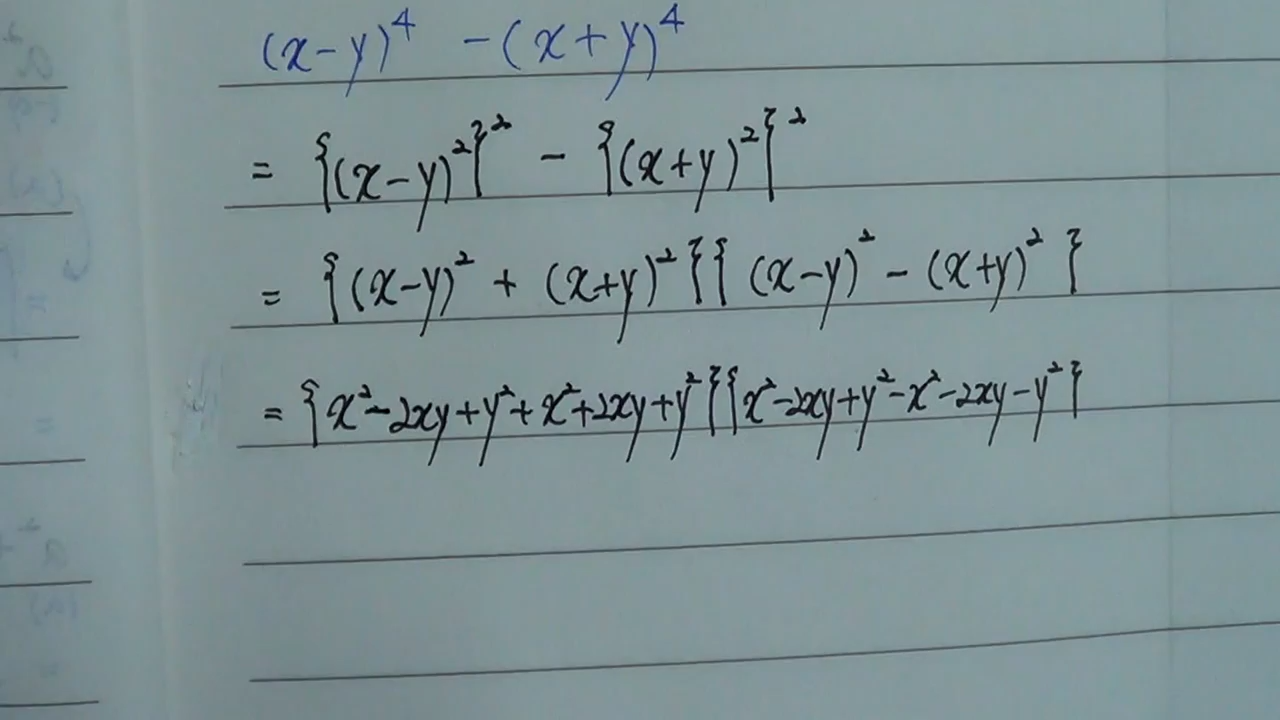 (x-y)⁴ -(x+y)⁴
= {(x-y)²}² - {(x+y)²}²
= {(x-y)² + (x+y)²}{(x-y)² - (x+y)²}
= {x²-2xy+y²+x²+2xy+y²}{x²-2xy+y²-x²-2xy-y²}